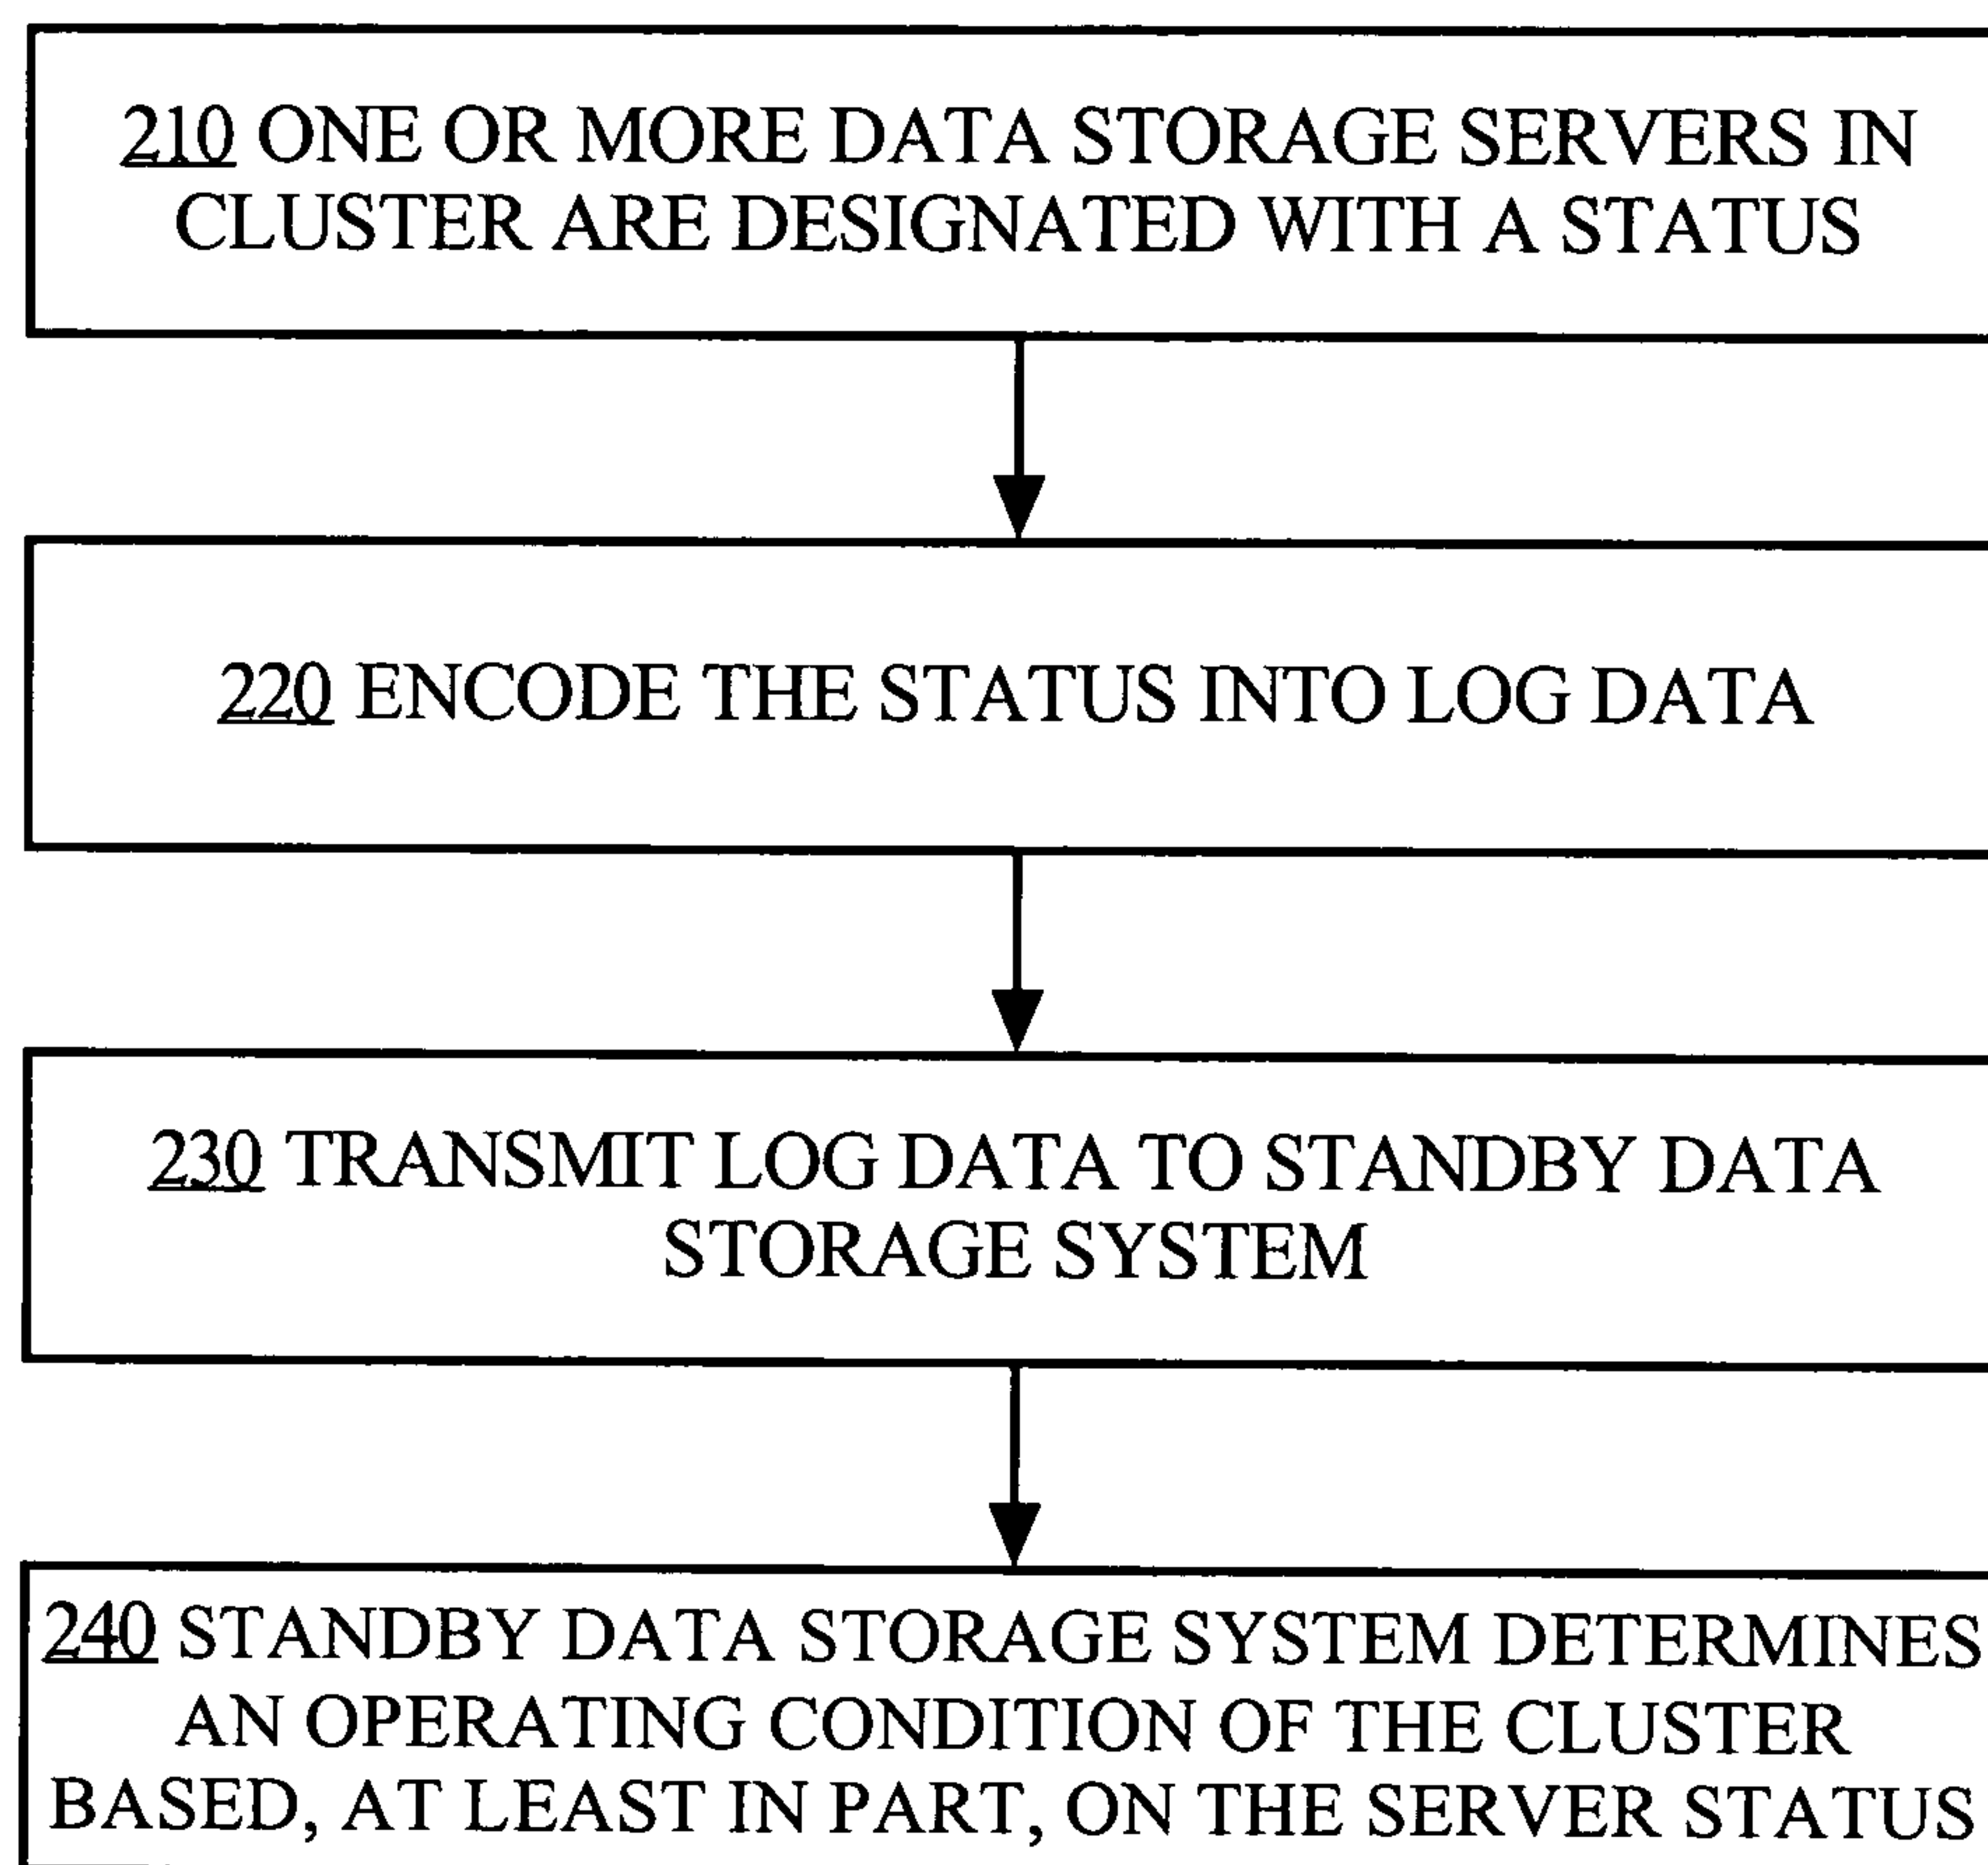 210 ONE OR MORE DATA STORAGE SERVERS IN
CLUSTER ARE DESIGNATED WITH A STATUS
220 ENCODE THE STATUS INTO LOG DATA
230 TRANSMIT LOG DATA TO STANDBY DATA
STORAGE SYSTEM
240 STANDBY DATA STORAGE SYSTEM DETERMINES
AN OPERATING CONDITION OF THE CLUSTER
BASED, AT LEAST IN PART, ON THE SERVER STATUS